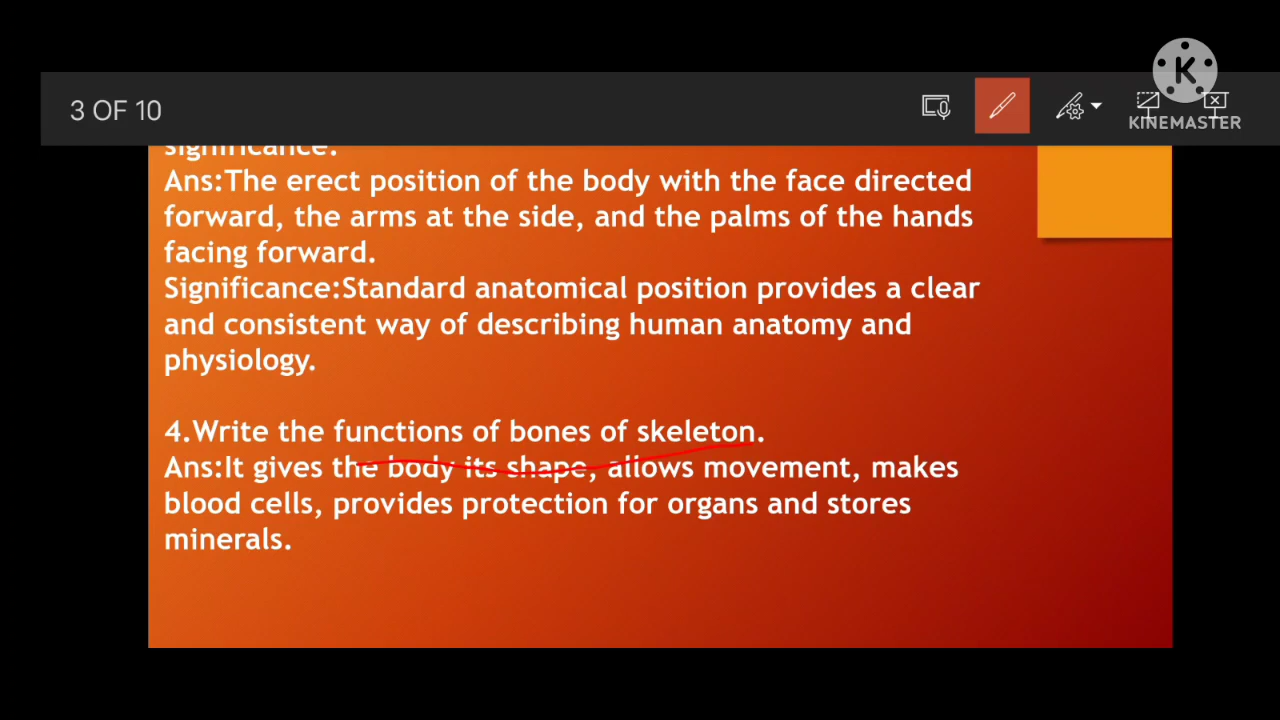 3 OF 10
K
KINEMASTER
significance.
Ans:The erect position of the body with the face directed
forward, the arms at the side, and the palms of the hands
facing forward.
Significance:Standard anatomical position provides a clear
and consistent way of describing human anatomy and
physiology.
4.Write the functions of bones of skeleton.
Ans:It gives the body its shape, allows movement, makes
blood cells, provides protection for organs and stores
minerals.